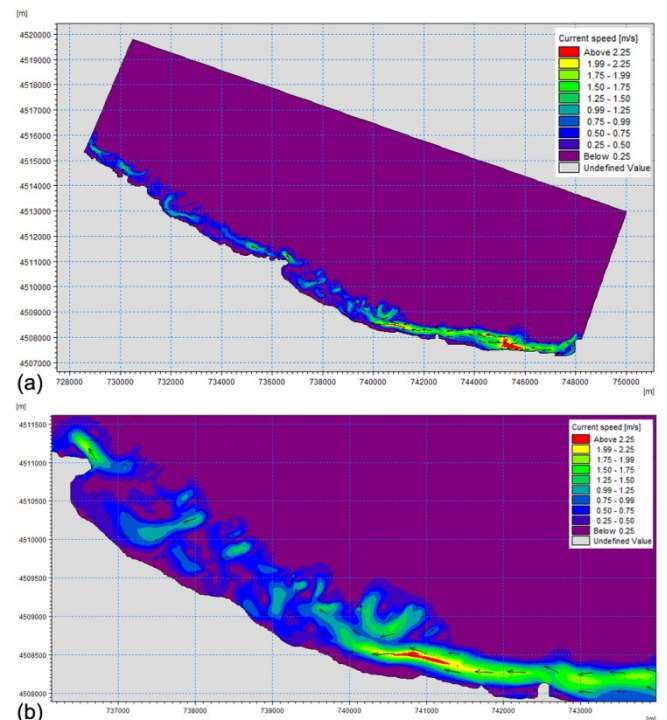 [m]
4520000
4519000
4518000
4517000
4516000
4515000
4514000
4513000
4512000
4511000
4510000
4509000
4508000
4507000
Current speed [m/s]
Above 2.25
1.99 - 2.25
1.75 - 1.99
1.50 - 1.75
1.25 - 1.50
0.99 - 1.25
0.75 - 0.99
0.50 - 0.75
0.25 - 0.50
Below 0.25
Undefined Value
728000 730000 732000 734000 736000 738000 740000 742000 744000 746000 748000 750000
[m]
(a)
[m]
4511500
4511000
4510500
4510000
4509500
4509000
4508500
4508000
Current speed [m/s]
Above 2.25
1.99 - 2.25
1.75 - 1.99
1.50 - 1.75
1.25 - 1.50
0.99 - 1.25
0.75 - 0.99
0.50 - 0.75
0.25 - 0.50
Below 0.25
Undefined Value
737000 738000 739000 740000 741000 742000 743000
[m]
(b)